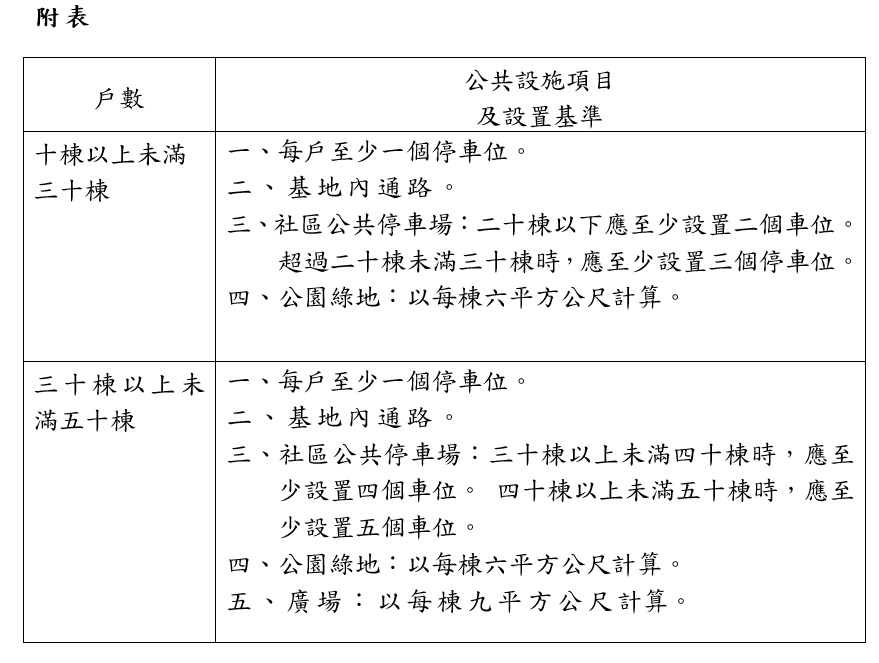 附表
戶數
公共設施項目
及設置基準
十棟以上未滿
三十棟
一、每戶至少一個停車位。
二、基地內通路。
三、社區公共停車場：二十棟以下應至少設置二個車位。
超過二十棟未滿三十棟時，應至少設置三個停車位。
四、公園綠地：以每棟六平方公尺計算。
三十棟以上未
滿五十棟
一、每戶至少一個停車位。
二、基地內通路。
三、社區公共停車場：三十棟以上未滿四十棟時，應至
少設置四個車位。 四十棟以上未滿五十棟時，應至
少設置五個車位。
四、公園綠地：以每棟六平方公尺計算。
五、廣場：以每棟九平方公尺計算。